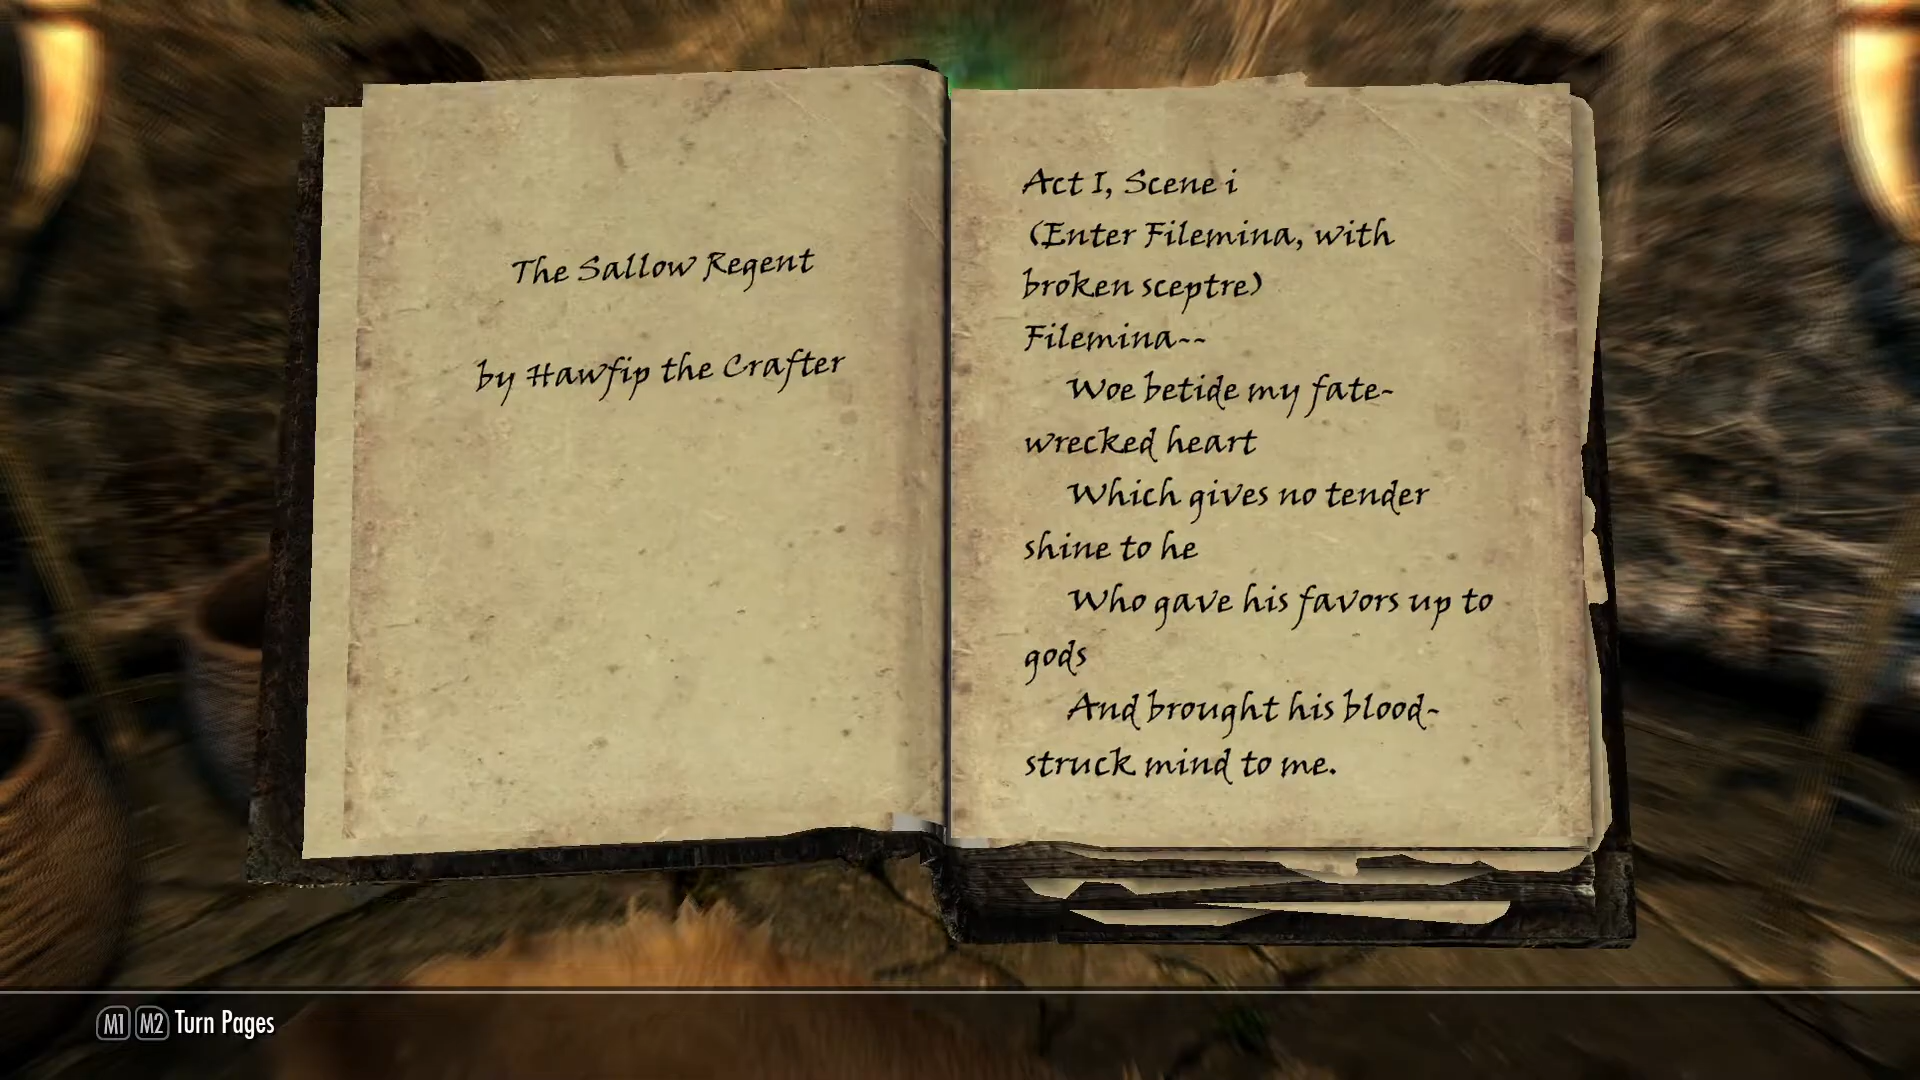 The Sallow Regent
by Hawfip the Crafter
Act I, Scene i
(Enter Filemina, with
broken sceptre)
Filemina--
Woe betide my fate-
wrecked heart
Which gives no tender
shine to he
Who gave his favors up to
gods
And brought his blood-
struck mind to me.
M1 M2 Turn Pages